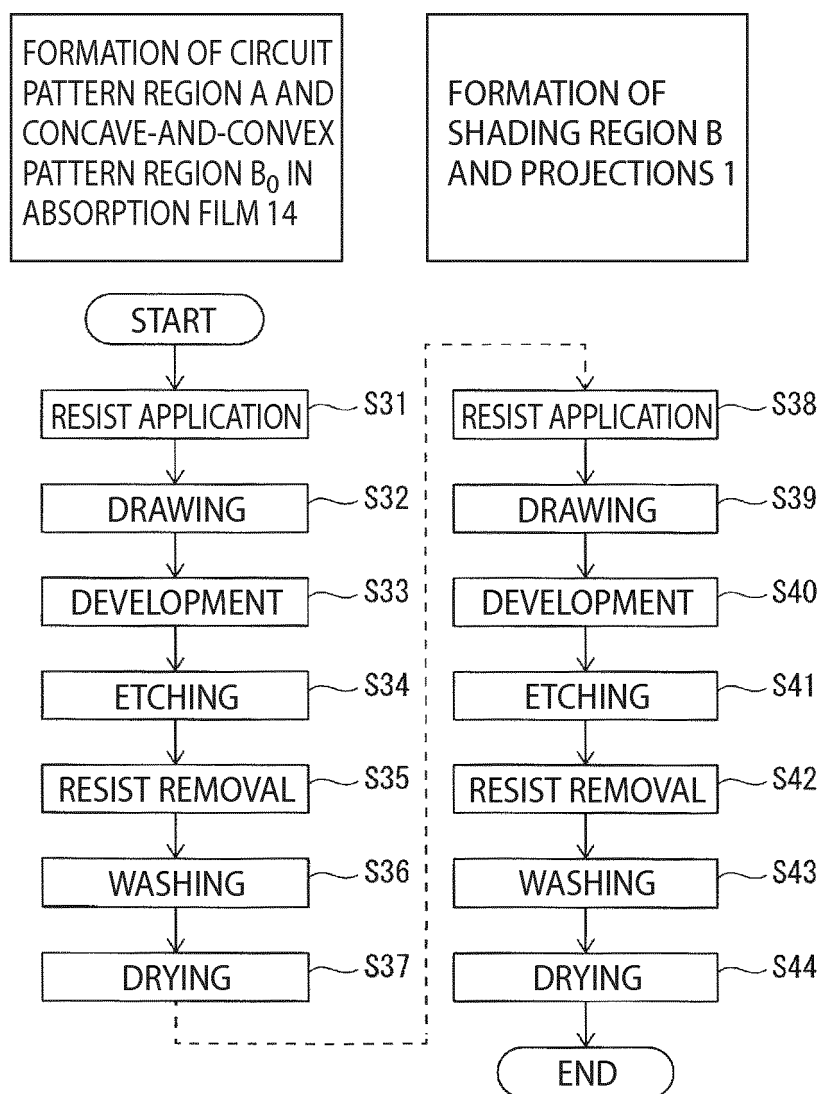 FORMATION OF CIRCUIT
PATTERN REGION A AND
CONCAVE-AND-CONVEX
PATTERN REGION B₀ IN
ABSORPTION FILM 14
START
RESIST APPLICATION S31
DRAWING S32
DEVELOPMENT S33
ETCHING S34
RESIST REMOVAL S35
WASHING S36
DRYING S37
FORMATION OF
SHADING REGION B
AND PROJECTIONS 1
RESIST APPLICATION S38
DRAWING S39
DEVELOPMENT S40
ETCHING S41
RESIST REMOVAL S42
WASHING S43
DRYING S44
END